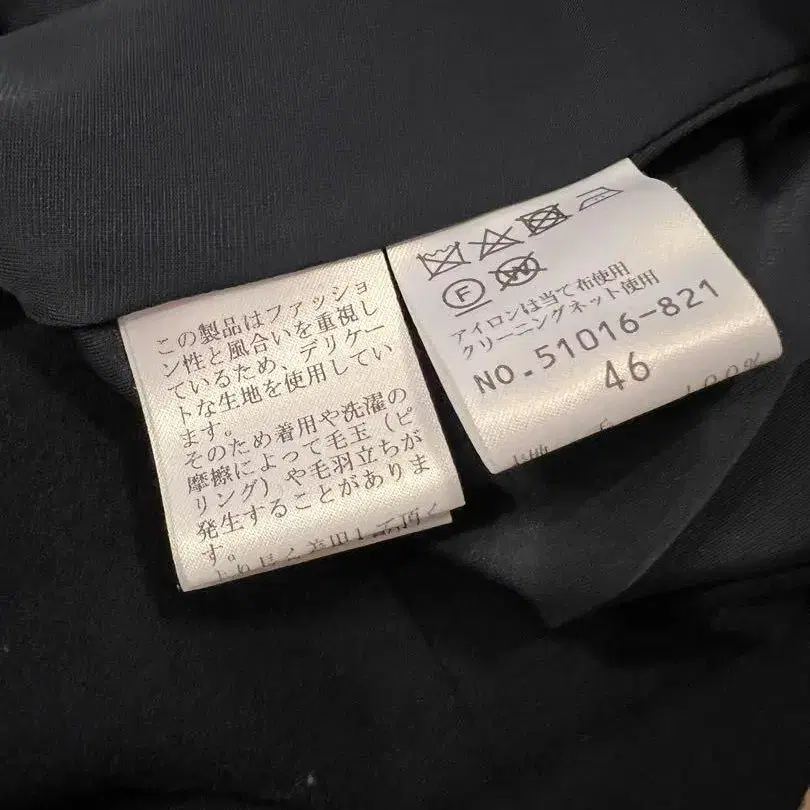 この製品はファッショ
ン性と風合いを重視し
ているため、デリケー
トな生地を使用してい
ます。
そのため着用や洗濯の
摩擦によって毛玉（ピ
リング）や毛羽立ちが
発生することがありま
す。
F
W
アイロンは当て布使用
クリーニングネット使用
NO.51016-821
46
100%